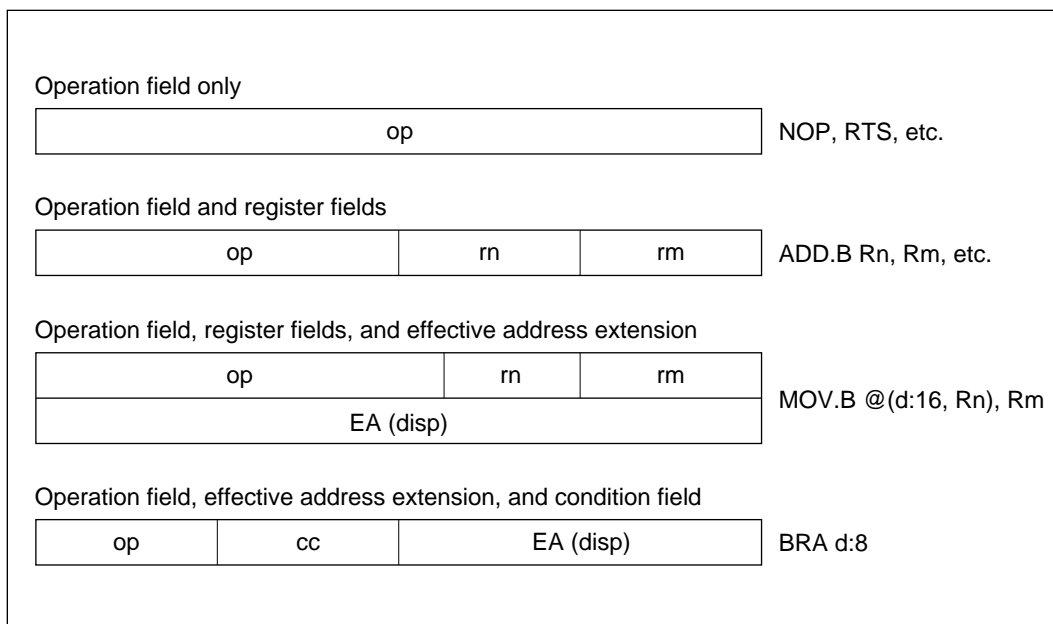 Operation field only
op
NOP, RTS, etc.
Operation field and register fields
op rn rm
ADD.B Rn, Rm, etc.
Operation field, register fields, and effective address extension
op rn rm
EA (disp)
MOV.B @(d:16, Rn), Rm
Operation field, effective address extension, and condition field
op cc EA (disp)
BRA d:8